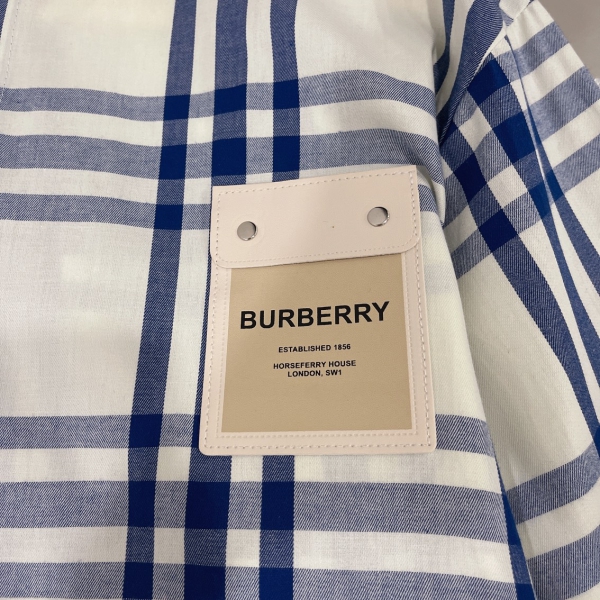 BURBERRY
ESTABLISHED 1856
HORSEFERRY HOUSE
LONDON, SW1